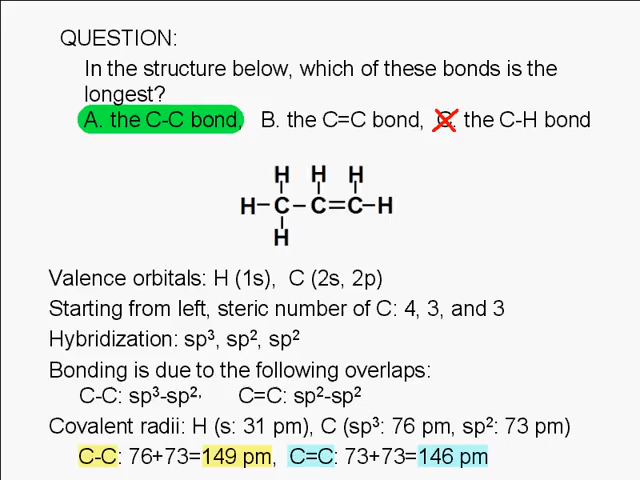 QUESTION:
In the structure below, which of these bonds is the
longest?
A. the C-C bond, B. the C=C bond, C. the C-H bond
H H H
H–C–C=C–H
H
Valence orbitals: H (1s), C (2s, 2p)
Starting from left, steric number of C: 4, 3, and 3
Hybridization: sp³, sp², sp²
Bonding is due to the following overlaps:
C-C: sp³-sp², C=C: sp²-sp²
Covalent radii: H (s: 31 pm), C (sp³: 76 pm, sp²: 73 pm)
C-C: 76+73=149 pm, C=C: 73+73=146 pm